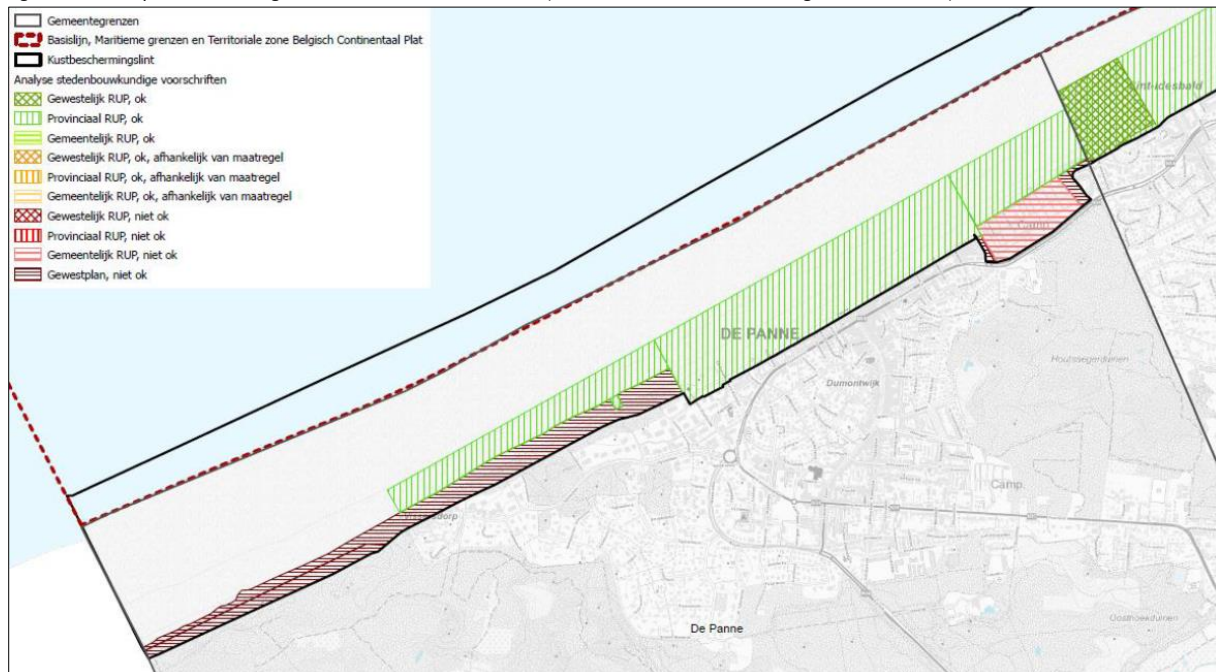 Gemeentegrenzen
Basislijn, Maritieme grenzen en Territoriale zone Belgisch Continentaal Plat
Kustbeschermingslint
Analyse stedenbouwkundige voorschriften
Gewestelijk RUP, ok
Provinciaal RUP, ok
Gemeentelijk RUP, ok
Gewestelijk RUP, ok, afhankelijk van maatregel
Provinciaal RUP, ok, afhankelijk van maatregel
Gemeentelijk RUP, ok, afhankelijk van maatregel
Gewestelijk RUP, niet ok
Provinciaal RUP, niet ok
Gemeentelijk RUP, niet ok
Gewestplan, niet ok
DE PANNE
Houtsaegerduinen
Dumontwijk
Camp.
De Panne
Oosthoekduinen